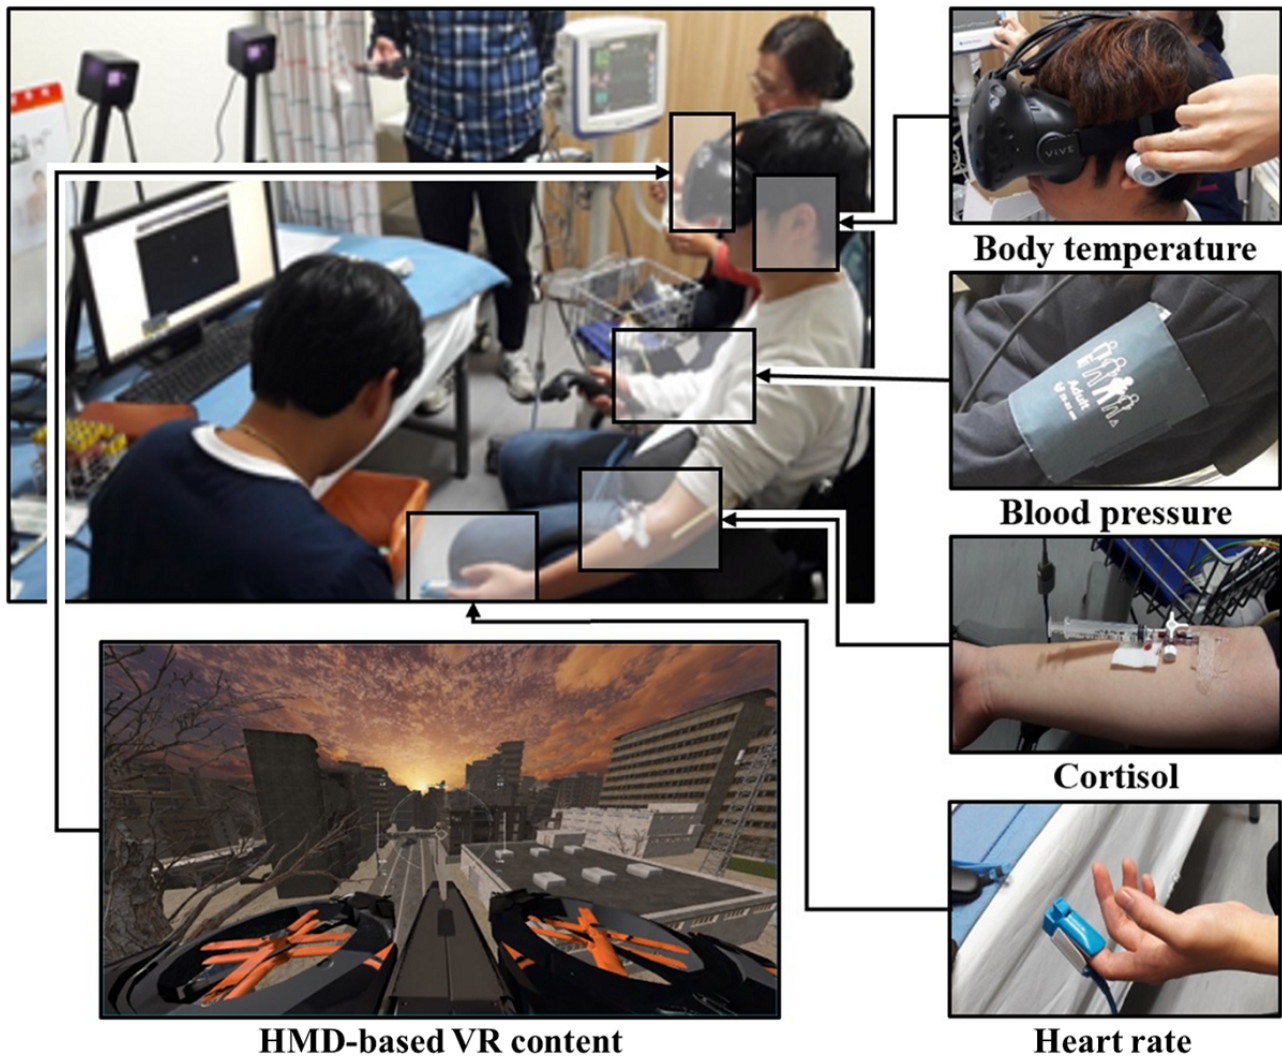 VIVE
Body temperature
Adult
Blood pressure
Cortisol
HMD-based VR content
Heart rate